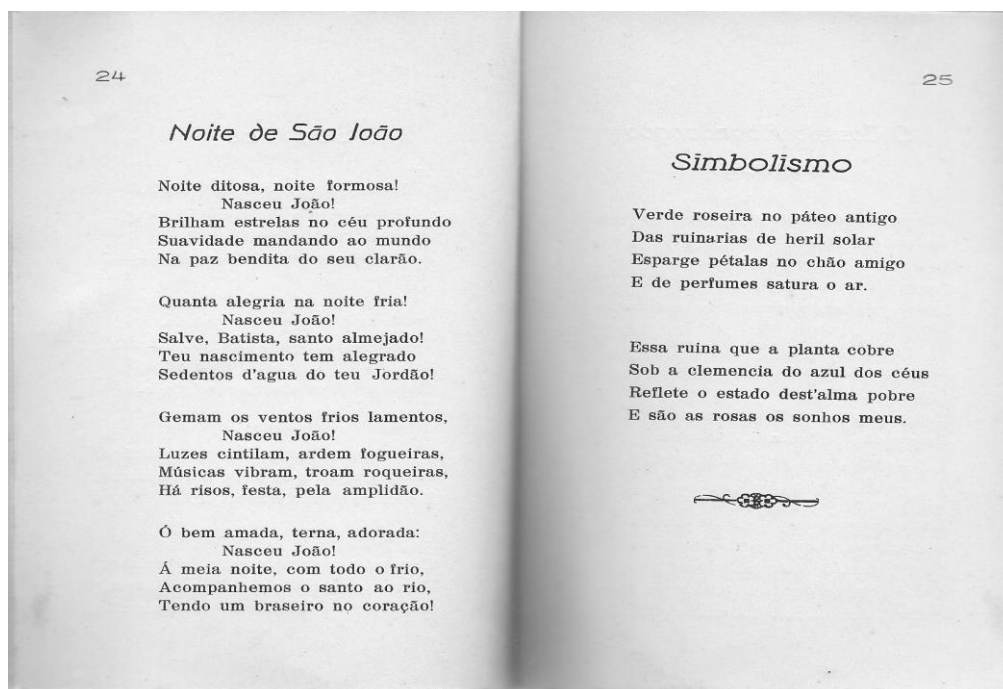 24
Noite de São João
Noite ditosa, noite formosa!
Nasceu João!
Brilham estrelas no céu profundo
Suavidade mandando ao mundo
Na paz bendita do seu clarão.
Quanta alegria na noite fria!
Nasceu João!
Salve, Batista, santo almejado!
Teu nascimento tem alegrado
Sedentos d'agua do teu Jordão!
Gemam os ventos frios lamentos,
Nasceu João!
Luzes cintilam, ardem fogueiras,
Músicas vibram, troam roqueiras,
Há risos, festa, pela amplidão.
Ó bem amada, terna, adorada:
Nasceu João!
Á meia noite, com todo o frio,
Acompanhemos o santo ao rio,
Tendo um braseiro no coração!
25
Simbolismo
Verde roseira no páteo antigo
Das ruinarias de heril solar
Esparge pétalas no chão amigo
E de perfumes satura o ar.
Essa ruina que a planta cobre
Sob a clemencia do azul dos céus
Reflete o estado dest'alma pobre
E são as rosas os sonhos meus.